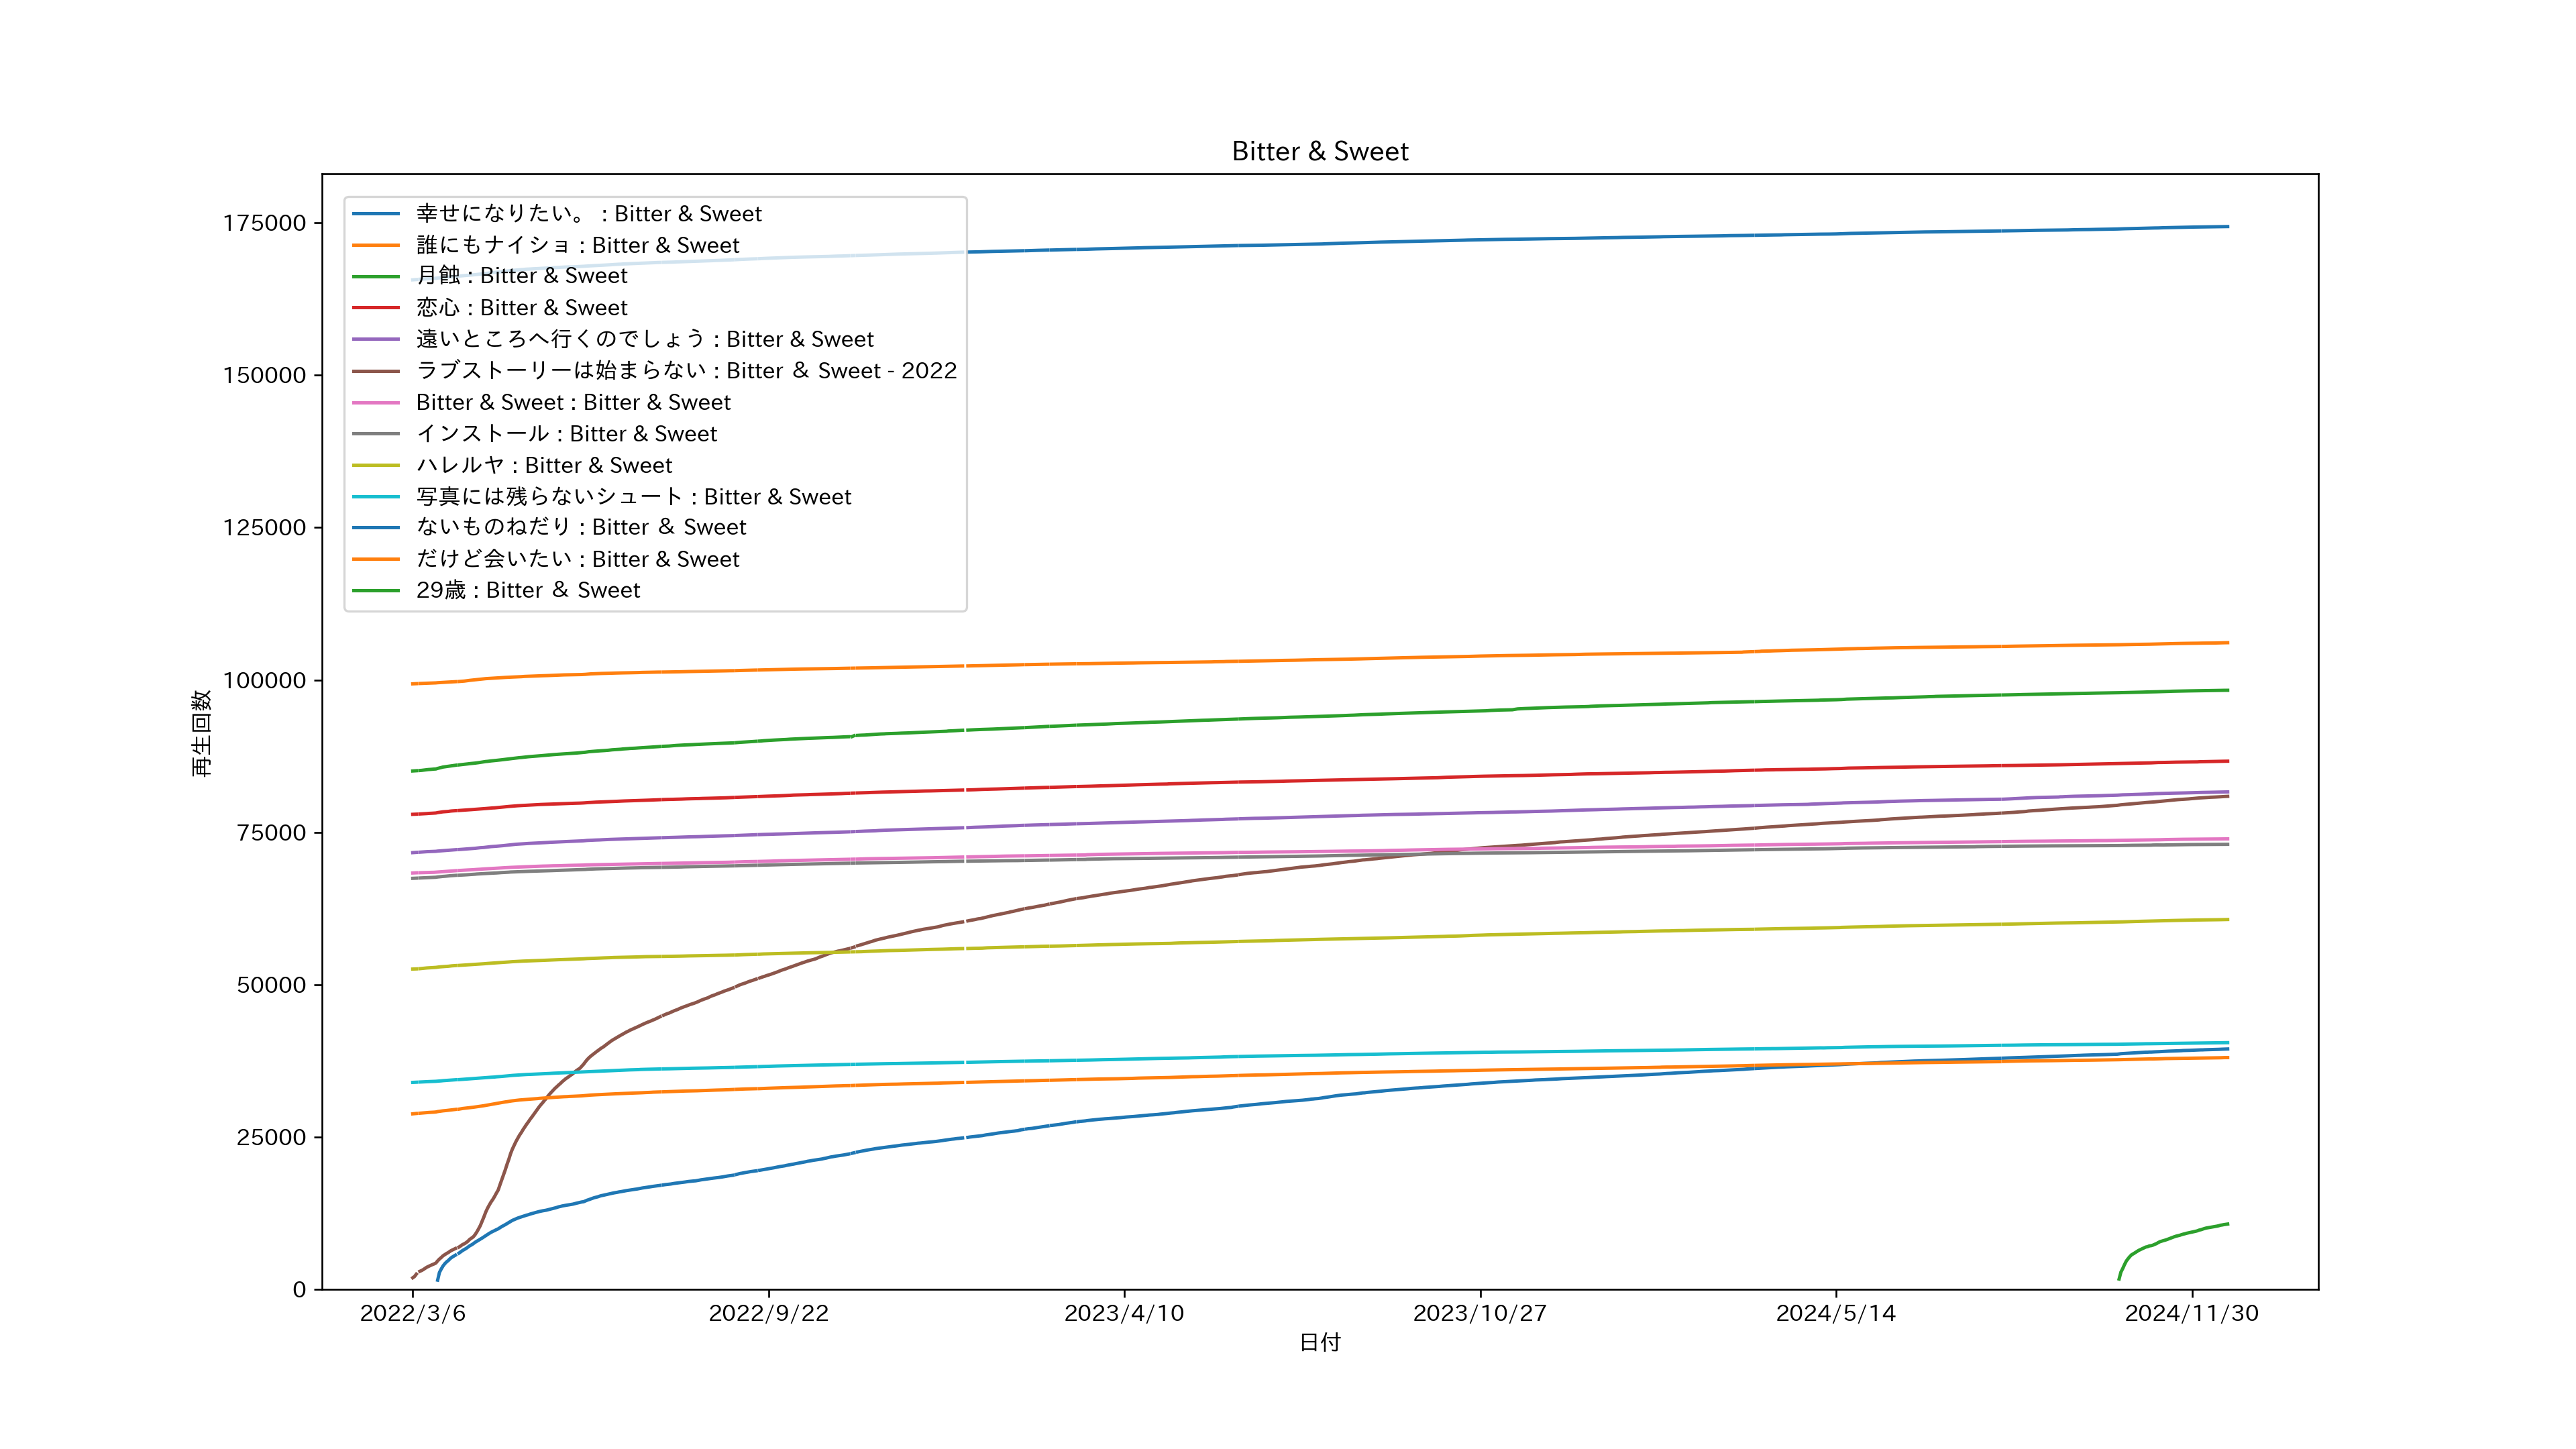 Bitter & Sweet
175000
150000
125000
100000
75000
50000
25000
0
再生回数
幸せになりたい。 : Bitter & Sweet
誰にもナイショ : Bitter & Sweet
月蝕 : Bitter & Sweet
恋心 : Bitter & Sweet
遠いところへ行くのでしょう : Bitter & Sweet
ラブストーリーは始まらない : Bitter ＆ Sweet - 2022
Bitter & Sweet : Bitter & Sweet
インストール : Bitter & Sweet
ハレルヤ : Bitter & Sweet
写真には残らないシュート : Bitter & Sweet
ないものねだり : Bitter ＆ Sweet
だけど会いたい : Bitter & Sweet
29歳 : Bitter ＆ Sweet
2022/3/6 2022/9/22 2023/4/10 2023/10/27 2024/5/14 2024/11/30
日付